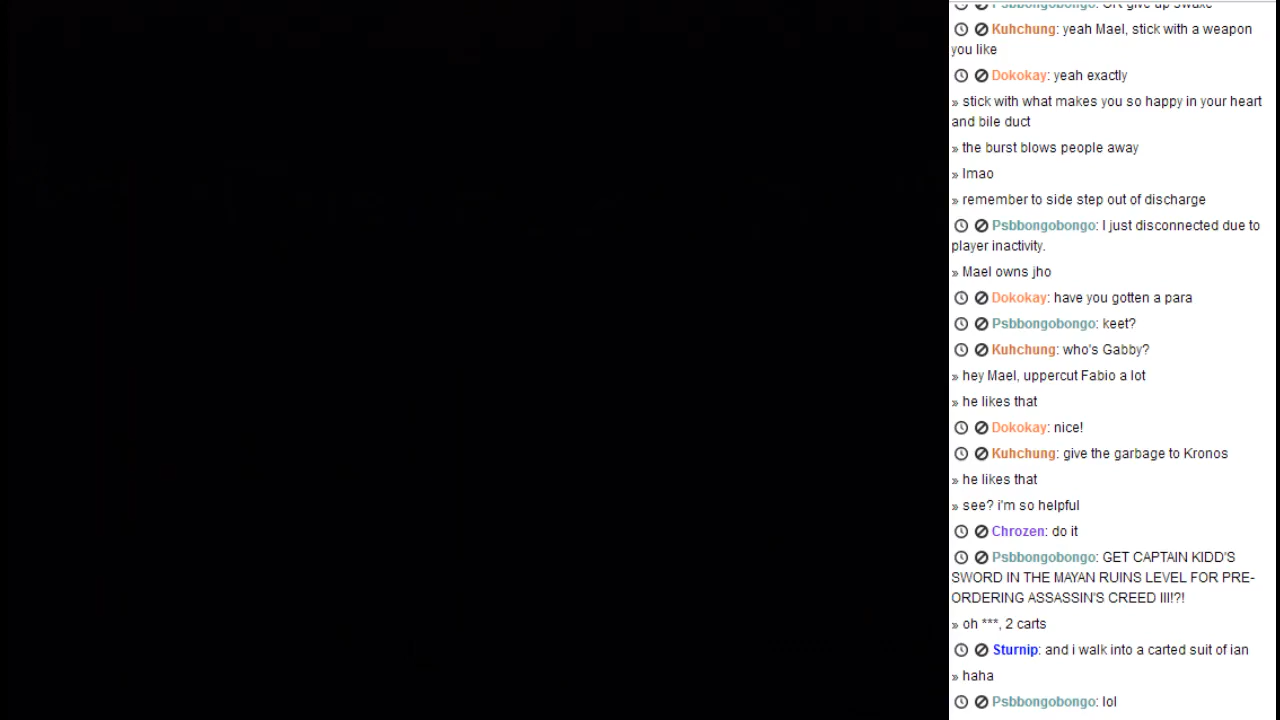 Psbbongobongo: OR give up swaxe
Kuhchung: yeah Mael, stick with a weapon
you like
Dokokay: yeah exactly
» stick with what makes you so happy in your heart
and bile duct
» the burst blows people away
» lmao
» remember to side step out of discharge
Psbbongobongo: I just disconnected due to
player inactivity.
» Mael owns jho
Dokokay: have you gotten a para
Psbbongobongo: keet?
Kuhchung: who's Gabby?
» hey Mael, uppercut Fabio a lot
» he likes that
Dokokay: nice!
Kuhchung: give the garbage to Kronos
» he likes that
» see? i'm so helpful
Chrozen: do it
Psbbongobongo: GET CAPTAIN KIDD'S
SWORD IN THE MAYAN RUINS LEVEL FOR PRE-
ORDERING ASSASSIN'S CREED III!?!
» oh ***, 2 carts
Sturnip: and i walk into a carted suit of ian
» haha
Psbbongobongo: lol